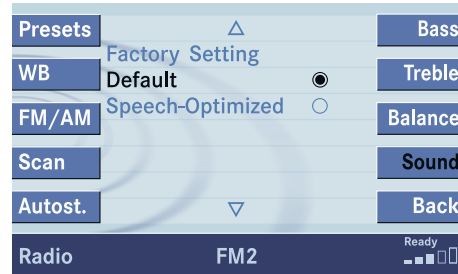 Presets
WB
FM/AM
Scan
Autost.
Factory Setting
Default
Speech-Optimized
Bass
Treble
Balance
Sound
Back
Radio
FM2
Ready